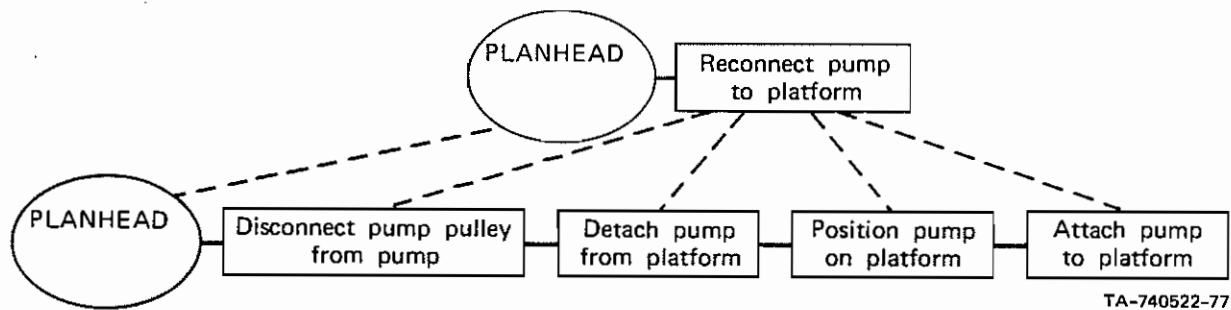 PLANHEAD
Reconnect pump
to platform
PLANHEAD
Disconnect pump pulley
from pump
Detach pump
from platform
Position pump
on platform
Attach pump
to platform
TA-740522-77